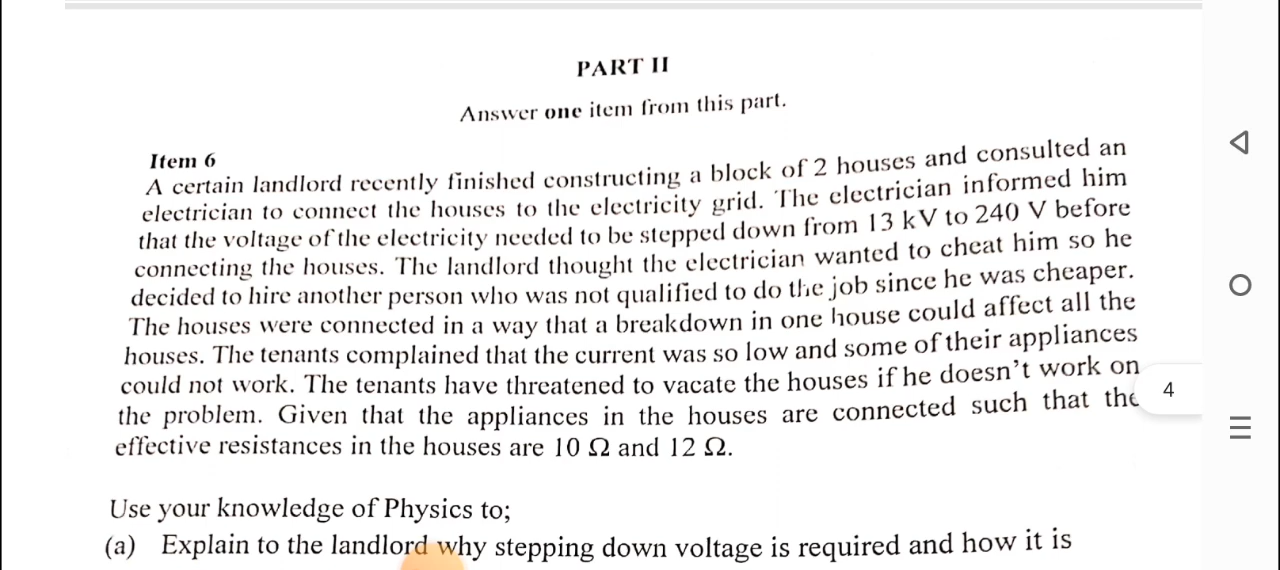 PART II
Answer one item from this part.
Item 6
A certain landlord recently finished constructing a block of 2 houses and consulted an
electrician to connect the houses to the electricity grid. The electrician informed him
that the voltage of the electricity needed to be stepped down from 13 kV to 240 V before
connecting the houses. The landlord thought the electrician wanted to cheat him so he
decided to hire another person who was not qualified to do the job since he was cheaper.
The houses were connected in a way that a breakdown in one house could affect all the
houses. The tenants complained that the current was so low and some of their appliances
could not work. The tenants have threatened to vacate the houses if he doesn't work on
the problem. Given that the appliances in the houses are connected such that the
effective resistances in the houses are 10 Ω and 12 Ω.
4
Use your knowledge of Physics to;
(a) Explain to the landlord why stepping down voltage is required and how it is